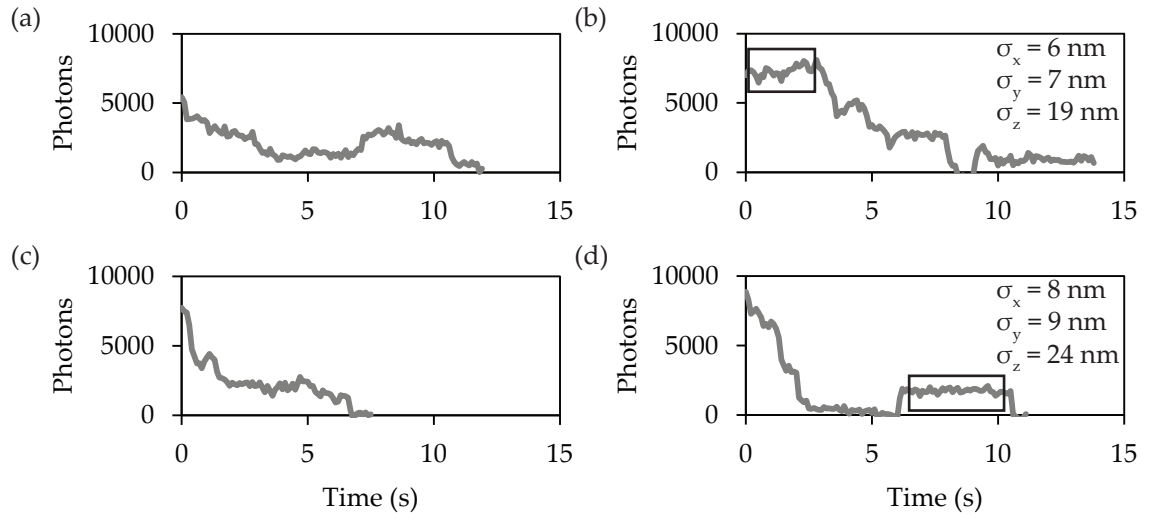 (a)
10000
5000
0
Photons
0 5 10 15
(b)
10000
5000
0
Photons
σx = 6 nm
σy = 7 nm
σz = 19 nm
0 5 10 15
(c)
10000
5000
0
Photons
0 5 10 15
Time (s)
(d)
10000
5000
0
Photons
σx = 8 nm
σy = 9 nm
σz = 24 nm
0 5 10 15
Time (s)